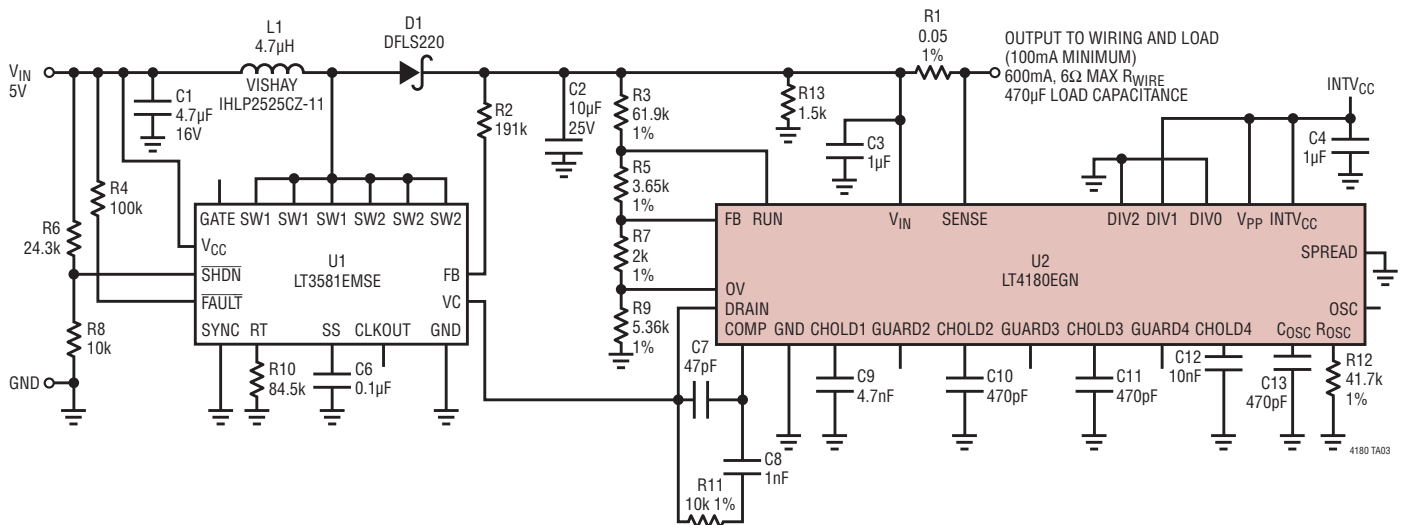 L1
4.7µH
VISHAY
IHLP2525CZ-11
D1
DFLS220
R1
0.05
1%
OUTPUT TO WIRING AND LOAD
(100mA MINIMUM)
600mA, 6Ω MAX RWIRE
470µF LOAD CAPACITANCE
VIN
5V
C1
4.7µF
16V
R2
191k
C2
10µF
25V
R3
61.9k
1%
R13
1.5k
C3
1µF
INTVCC
C4
1µF
R4
100k
R5
3.65k
1%
R6
24.3k
GATE SW1 SW1 SW1 SW2 SW2 SW2
VCC
SHDN
FAULT
U1
LT3581EMSE
FB
VC
SYNC RT SS CLKOUT GND
R7
2k
1%
R9
5.36k
1%
FB RUN VIN SENSE DIV2 DIV1 DIV0 VPP INTVCC
SPREAD
U2
LT4180EGN
OV
DRAIN
OSC
COMP GND CHOLD1 GUARD2 CHOLD2 GUARD3 CHOLD3 GUARD4 CHOLD4 COSC ROSC
R8
10k
GND
R10
84.5k
C6
0.1µF
C7
47pF
C8
1nF
R11
10k 1%
C9
4.7nF
C10
470pF
C11
470pF
C12
10nF
C13
470pF
R12
41.7k
1%
4180 TA03